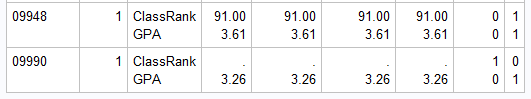 09948 1 ClassRank 91.00 91.00 91.00 91.00 0 1
GPA 3.61 3.61 3.61 3.61 0 1
09990 1 ClassRank . . . . 1 0
GPA 3.26 3.26 3.26 3.26 0 1